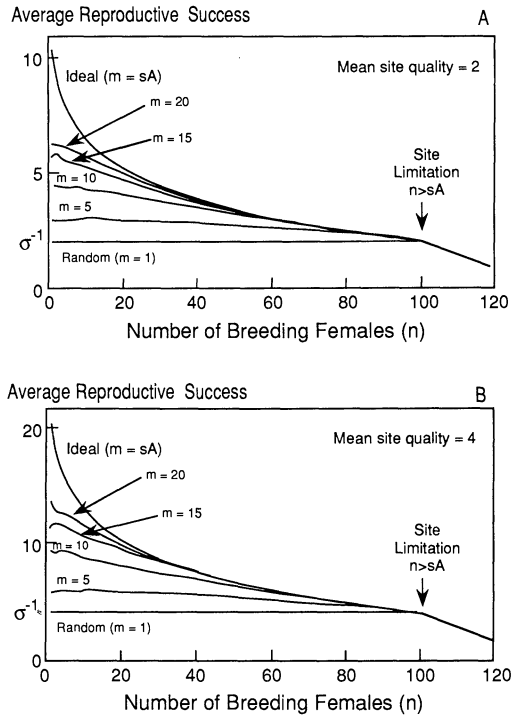 Average Reproductive Success
A
10
Ideal (m = sA)
Mean site quality = 2
m = 20
m = 15
Site
Limitation
n>sA
5
m = 10
m = 5
σ⁻¹
Random (m = 1)
0
0 20 40 60 80 100 120
Number of Breeding Females (n)
Average Reproductive Success
B
20
Ideal (m = sA)
Mean site quality = 4
m = 20
m = 15
Site
Limitation
n>sA
10
m = 10
m = 5
σ⁻¹
Random (m = 1)
0
0 20 40 60 80 100 120
Number of Breeding Females (n)